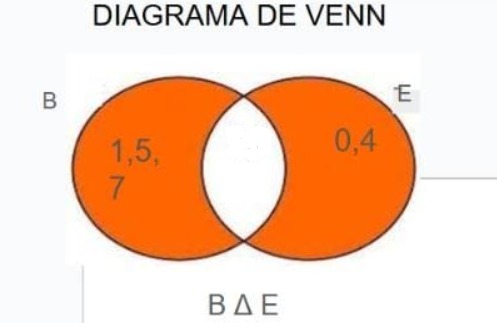 DIAGRAMA DE VENN
B
E
1,5,
7
0,4
B Δ E